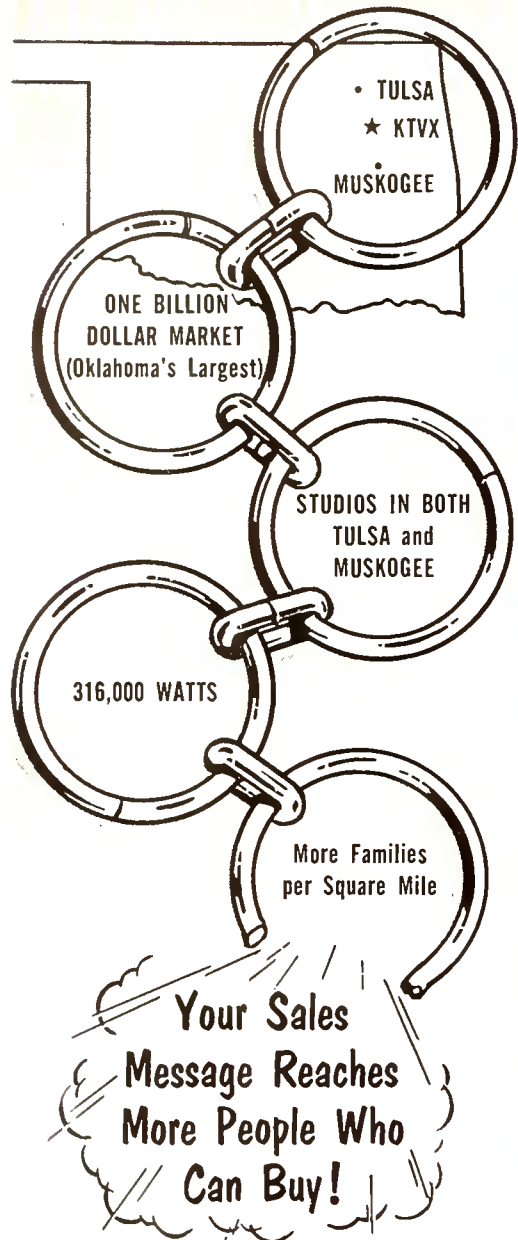 • TULSA
★ KTVX
MUSKOGEE
ONE BILLION
DOLLAR MARKET
(Oklahoma's Largest)
STUDIOS IN BOTH
TULSA and
MUSKOGEE
316,000 WATTS
More Families
per Square Mile
Your Sales
Message Reaches
More People Who
Can Buy!